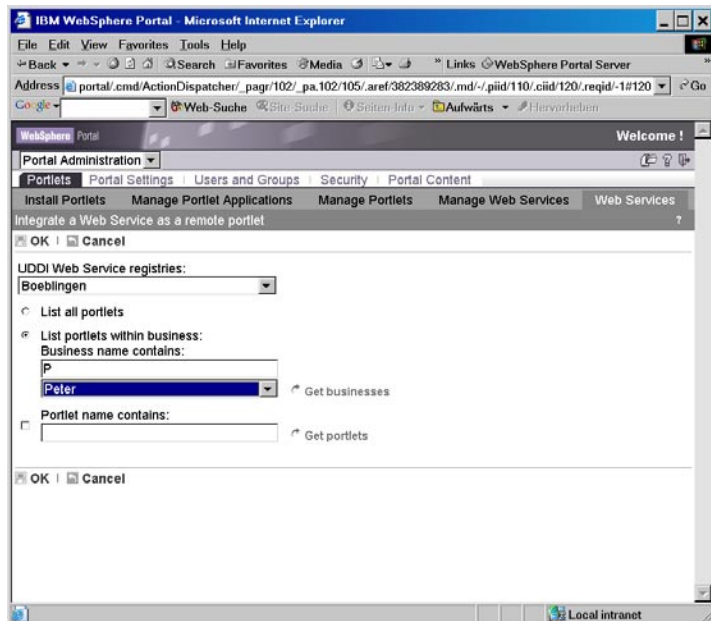 IBM WebSphere Portal - Microsoft Internet Explorer
File Edit View Favorites Tools Help
Back Search Favorites Media Links WebSphere Portal Server
Address portal/.cmd/ActionDispatcher/_pagr/102/_pa.102/105/.aref/382389283/.md/-/.piid/110/.ciid/120/.reqid/-1#120 Go
Google Web-Suche Site-Suche Seiten-Info Aufwärts Hervorheben
WebSphere Portal Welcome !
Portal Administration
Portlets Portal Settings Users and Groups Security Portal Content
Install Portlets Manage Portlet Applications Manage Portlets Manage Web Services Web Services
Integrate a Web Service as a remote portlet ?
OK Cancel
UDDI Web Service registries:
Boeblingen
List all portlets
List portlets within business:
Business name contains:
P
Peter Get businesses
Portlet name contains:
Get portlets
OK Cancel
Local intranet